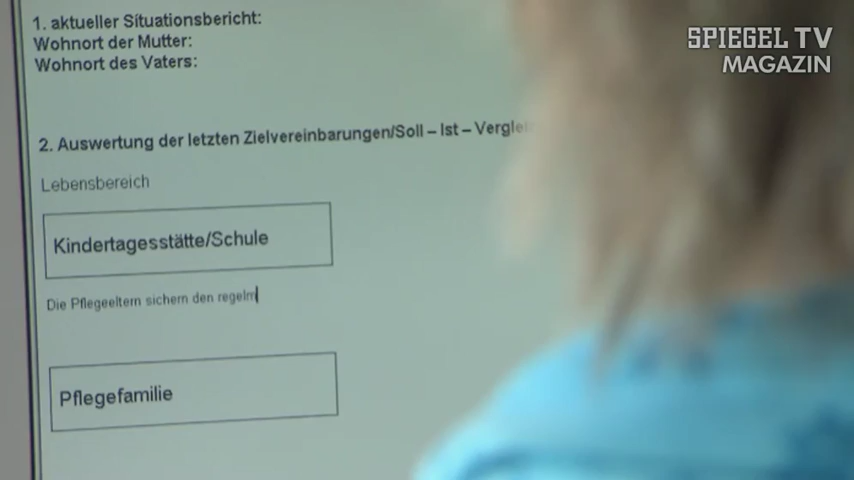 1. aktueller Situationsbericht:
Wohnort der Mutter:
Wohnort des Vaters:
SPIEGEL TV
MAGAZIN
2. Auswertung der letzten Zielvereinbarungen/Soll – Ist – Vergle
Lebensbereich
Kindertagesstätte/Schule
Die Pflegeeltern sichern den regelm
Pflegefamilie